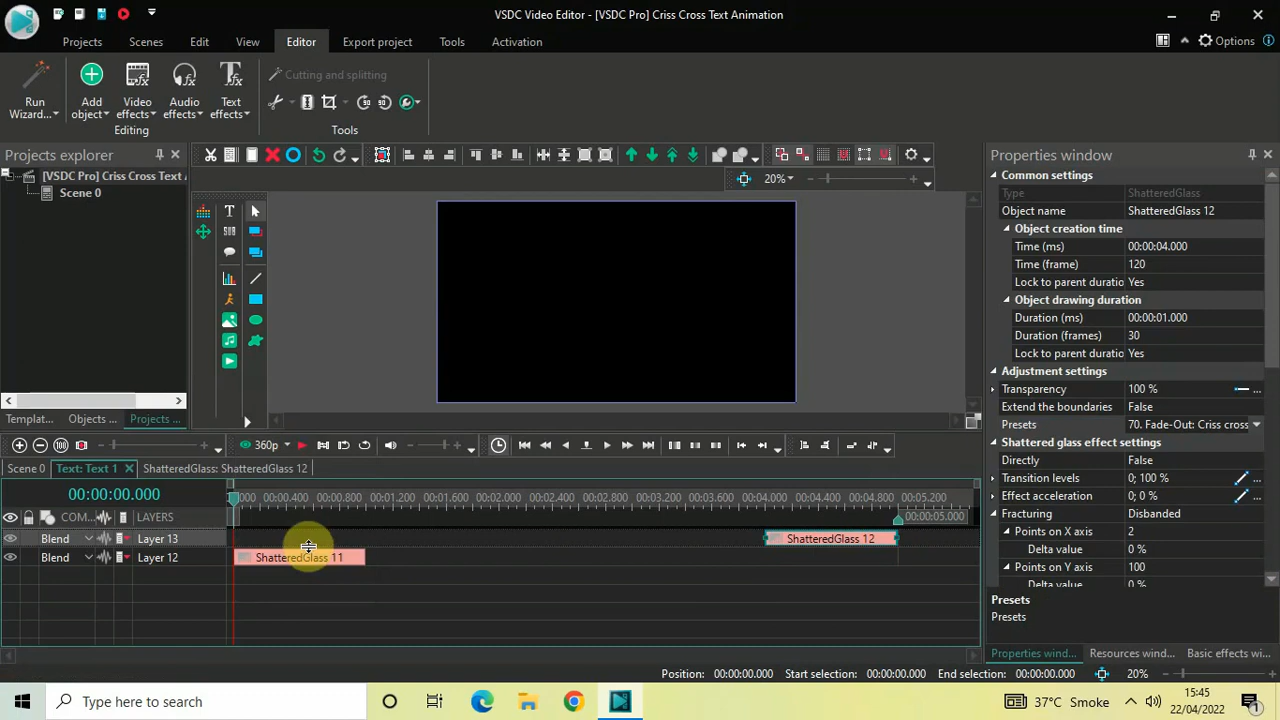 VSDC Video Editor - [VSDC Pro] Criss Cross Text Animation
Projects Scenes Edit View Editor Export project Tools Activation
Options
Run Wizard...
Add object
Video effects
Audio effects
Text effects
Editing
Cutting and splitting
Tools
Projects explorer
[VSDC Pro] Criss Cross Text
Scene 0
20%
Templat... Objects ... Projects ...
Properties window
Common settings
Type ShatteredGlass
Object name ShatteredGlass 12
Object creation time
Time (ms) 00:00:04.000
Time (frame) 120
Lock to parent duratio Yes
Object drawing duration
Duration (ms) 00:00:01.000
Duration (frames) 30
Lock to parent duratio Yes
Adjustment settings
Transparency 100 % ...
Extend the boundaries False
Presets 70. Fade-Out: Criss cross
Shattered glass effect settings
Directly False
Transition levels 0; 100 % ...
Effect acceleration 0; 0 % ...
Fracturing Disbanded
Points on X axis 2
Delta value 0 %
Points on Y axis 30
Delta value 0 %
Presets
Presets
Properties wind... Resources wind... Basic effects wi...
360p
Scene 0 Text: Text 1 ShatteredGlass: ShatteredGlass 12
00:00:00.000
000 00:00.400 00:00.800 00:01.200 00:01.600 00:02.000 00:02.400 00:02.800 00:03.200 00:03.600 00:04.000 00:04.400 00:04.800 00:05.200
00:00:05.000
COM... LAYERS
Blend Layer 13 ShatteredGlass 12
Blend Layer 12 ShatteredGlass 11
Position: 00:00:00.000 Start selection: 00:00:00.000 End selection: 00:00:00.000 20%
Type here to search
37°C Smoke
15:45
22/04/2022
1